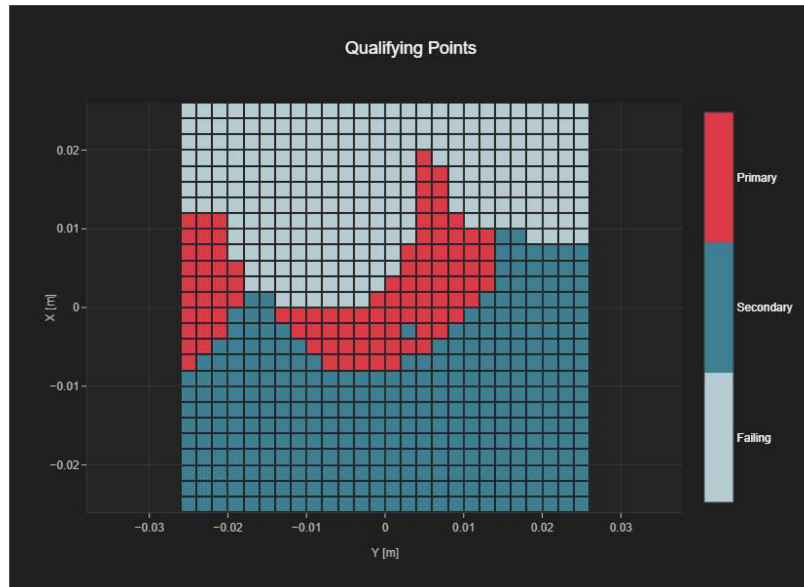 Qualifying Points
0.02
0.01
0
−0.01
−0.02
X [m]
−0.03
−0.02
−0.01
0
0.01
0.02
0.03
Y [m]
Primary
Secondary
Failing